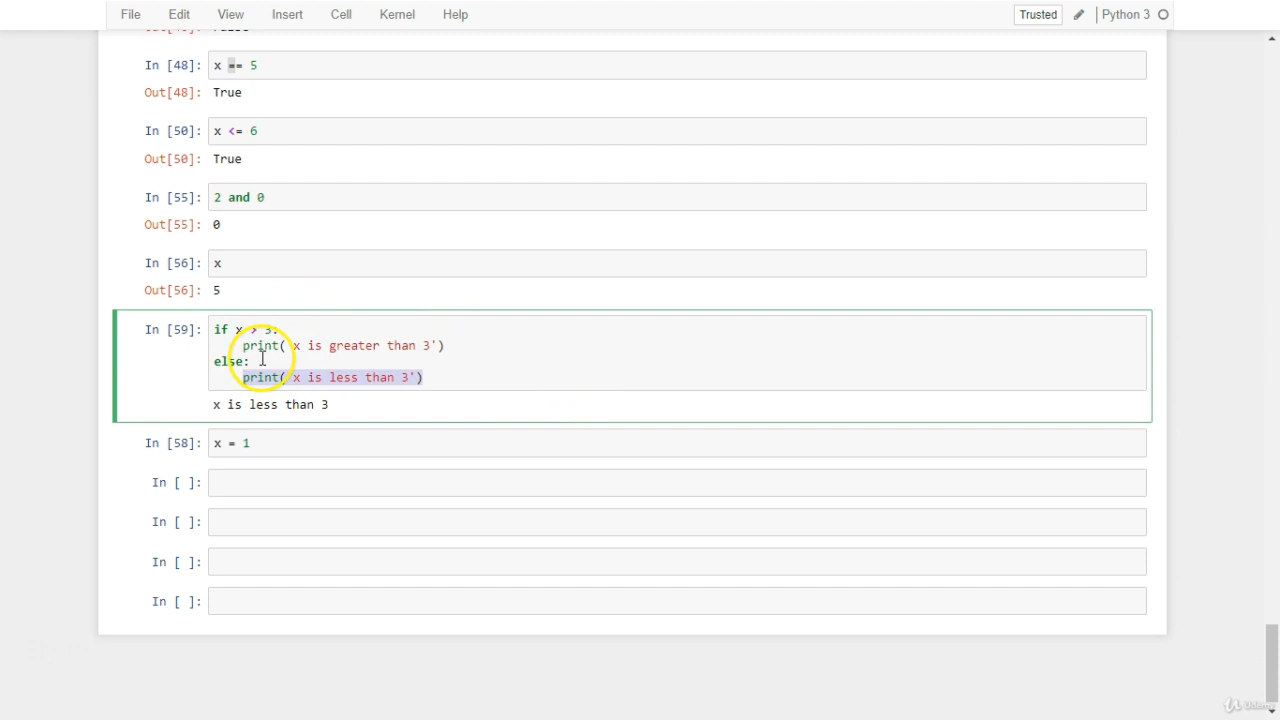 File Edit View Insert Cell Kernel Help Trusted Python 3
In [48]: x == 5
Out[48]: True
In [50]: x <= 6
Out[50]: True
In [55]: 2 and 0
Out[55]: 0
In [56]: x
Out[56]: 5
In [59]: if x > 3:
print('x is greater than 3')
else:
print('x is less than 3')
x is less than 3
In [58]: x = 1
In [ ]:
In [ ]:
In [ ]:
In [ ]:
Udemy